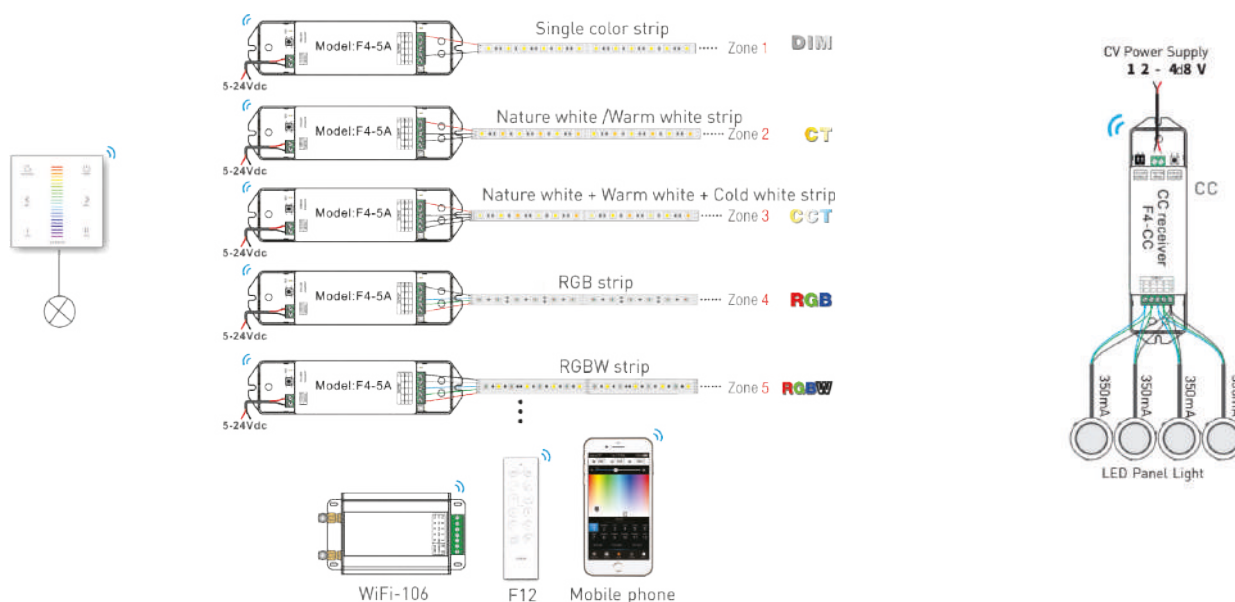 Single color strip
Model:F4-5A
Zone 1
DIM
5-24Vdc
Nature white /Warm white strip
Model:F4-5A
Zone 2
CT
5-24Vdc
Nature white + Warm white + Cold white strip
Model:F4-5A
Zone 3
CCT
5-24Vdc
RGB strip
Model:F4-5A
Zone 4
RGB
5-24Vdc
RGBW strip
Model:F4-5A
Zone 5
RGBW
5-24Vdc
WiFi-106
F12
Mobile phone
CV Power Supply
12-48V
CC
CC receiver
F4-CC
350mA
350mA
350mA
LED Panel Light